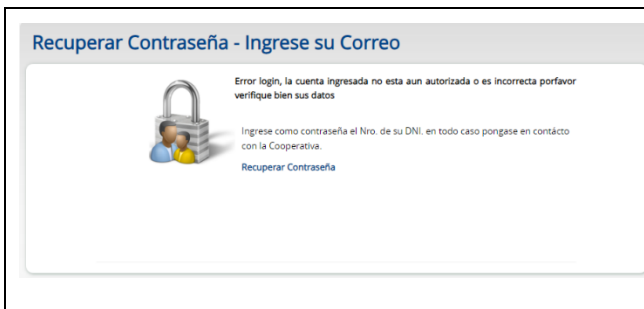 Recuperar Contraseña - Ingrese su Correo
Error login, la cuenta ingresada no esta aun autorizada o es incorrecta porfavor
verifique bien sus datos
Ingrese como contraseña el Nro. de su DNI. en todo caso pongase en contácto
con la Cooperativa.
Recuperar Contraseña